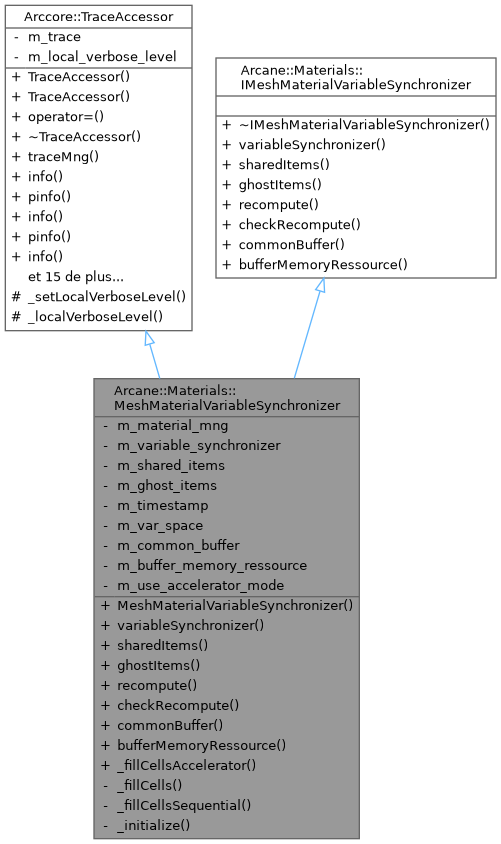 Arccore::TraceAccessor
- m_trace
- m_local_verbose_level
+ TraceAccessor()
+ TraceAccessor()
+ operator=()
+ ~TraceAccessor()
+ traceMng()
+ info()
+ pinfo()
+ info()
+ pinfo()
+ info()
et 15 de plus...
# _setLocalVerboseLevel()
# _localVerboseLevel()
Arcane::Materials::
IMeshMaterialVariableSynchronizer
+ ~IMeshMaterialVariableSynchronizer()
+ variableSynchronizer()
+ sharedItems()
+ ghostItems()
+ recompute()
+ checkRecompute()
+ commonBuffer()
+ bufferMemoryRessource()
Arcane::Materials::
MeshMaterialVariableSynchronizer
- m_material_mng
- m_variable_synchronizer
- m_shared_items
- m_ghost_items
- m_timestamp
- m_var_space
- m_common_buffer
- m_buffer_memory_ressource
- m_use_accelerator_mode
+ MeshMaterialVariableSynchronizer()
+ variableSynchronizer()
+ sharedItems()
+ ghostItems()
+ recompute()
+ checkRecompute()
+ commonBuffer()
+ bufferMemoryRessource()
+ _fillCellsAccelerator()
- _fillCells()
- _fillCellsSequential()
- _initialize()